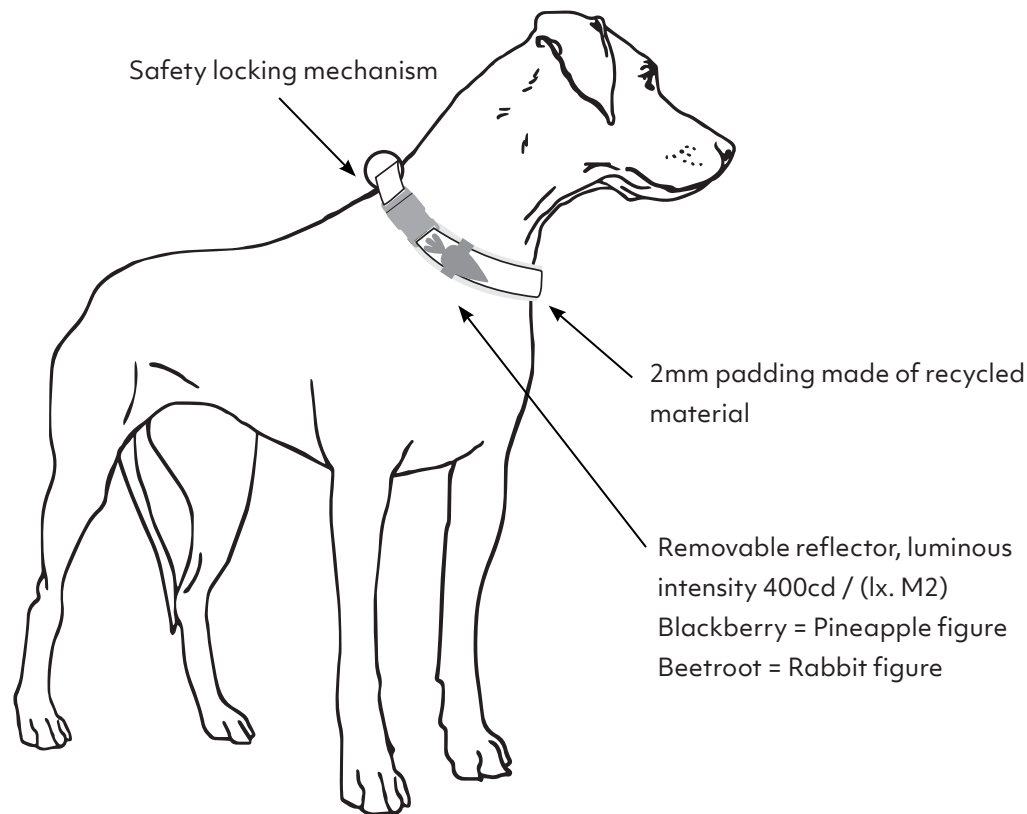 Safety locking mechanism
2mm padding made of recycled
material
Removable reflector, luminous
intensity 400cd / (lx. M2)
Blackberry = Pineapple figure
Beetroot = Rabbit figure